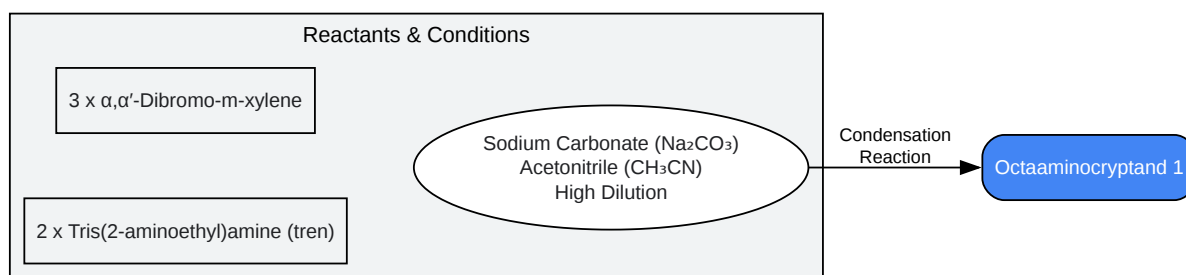 Reactants & Conditions
3 x α,α′-Dibromo-m-xylene
Sodium Carbonate (Na₂CO₃)
Acetonitrile (CH₃CN)
High Dilution
2 x Tris(2-aminoethyl)amine (tren)
Condensation
Reaction
Octaaminocryptand 1